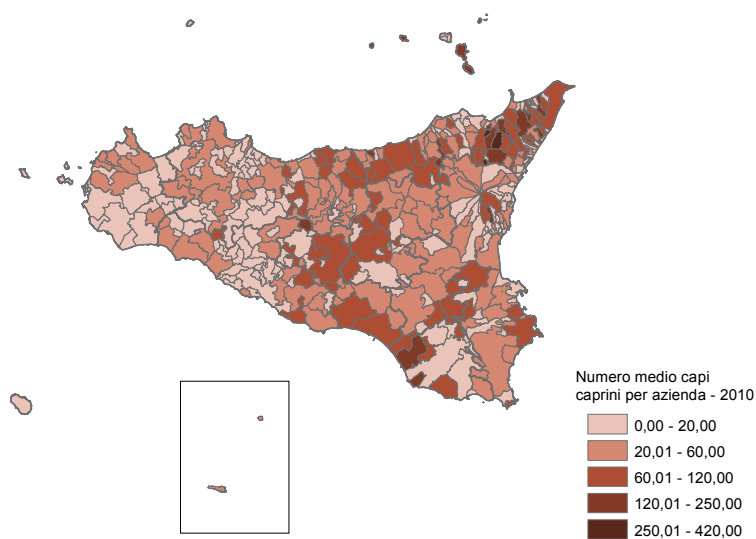 Numero medio capi
caprini per azienda - 2010
0,00 - 20,00
20,01 - 60,00
60,01 - 120,00
120,01 - 250,00
250,01 - 420,00